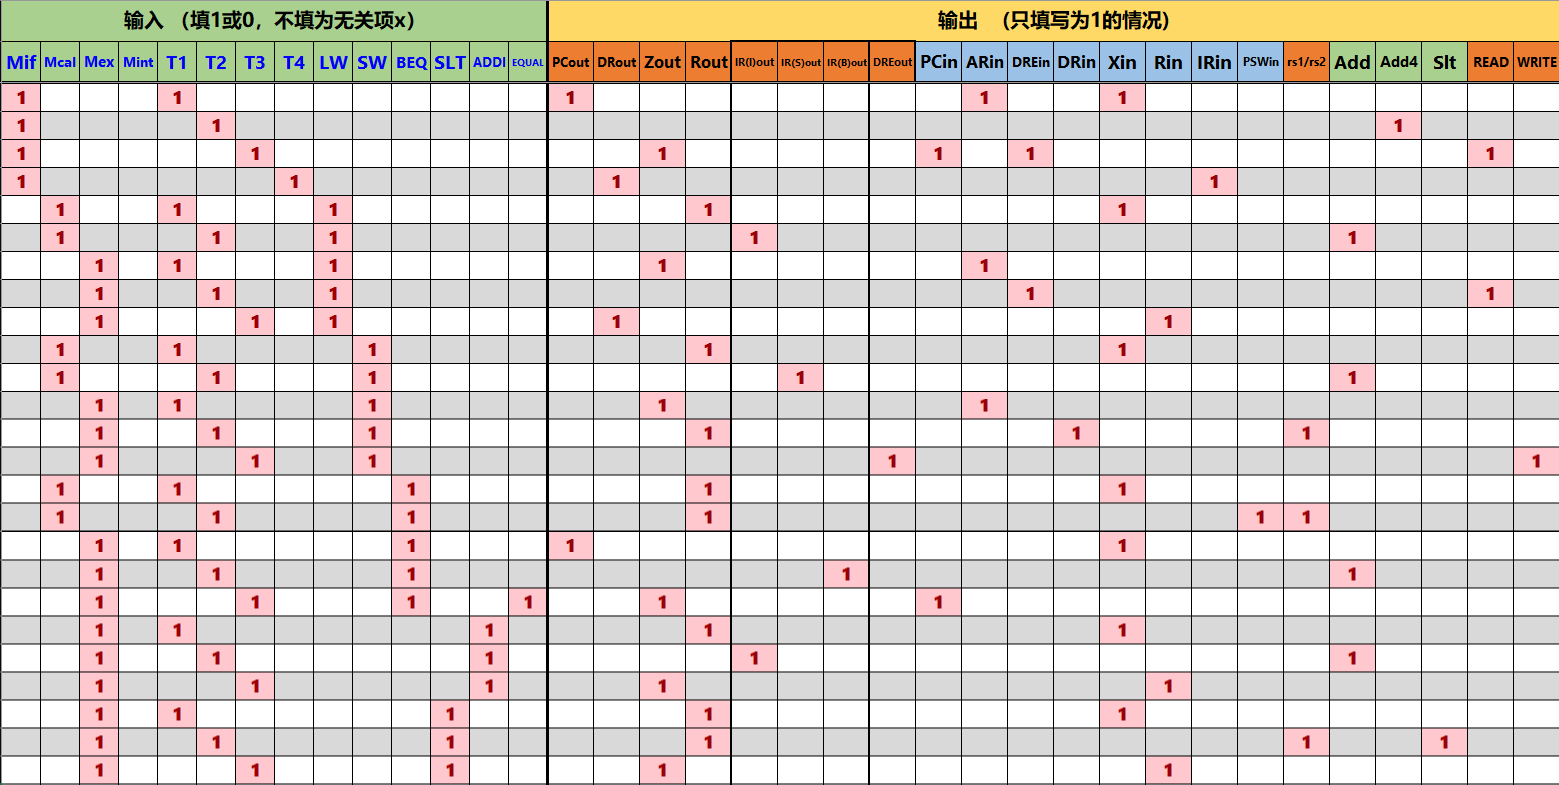 输入 （填1或0，不填为无关项x） 输出 （只填写为1的情况)
Mif Mcal Mex Mint T1 T2 T3 T4 LW SW BEQ SLT ADDI EQUAL PCout DRout Zout Rout IR(I)out IR(S)out IR(B)out DREout PCin ARin DREin DRin Xin Rin IRin PSWin rs1/rs2 Add Add4 Slt READ WRITE
1 1 1 1 1
1 1 1
1 1 1 1 1 1
1 1 1 1
1 1 1 1 1
1 1 1 1 1
1 1 1 1 1
1 1 1 1 1
1 1 1 1 1
1 1 1 1 1
1 1 1 1 1
1 1 1 1 1
1 1 1 1 1 1
1 1 1 1 1
1 1 1 1 1
1 1 1 1 1 1
1 1 1 1 1
1 1 1 1 1
1 1 1 1 1 1
1 1 1 1 1
1 1 1 1 1
1 1 1 1 1
1 1 1 1 1
1 1 1 1 1 1
1 1 1 1 1